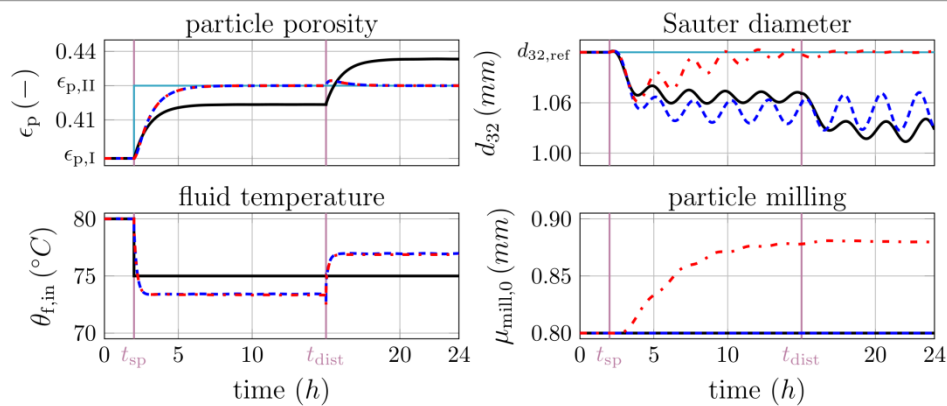 particle porosity
0.44
ϵp,II
0.41
ϵp,I
ϵp (−)
Sauter diameter
d32,ref
1.06
1.00
d32 (mm)
fluid temperature
80
75
70
θf,in (°C)
0 tsp 5 10 tdist 20 24
time (h)
particle milling
0.90
0.85
0.80
μmill,0 (mm)
0 tsp 5 10 tdist 20 24
time (h)